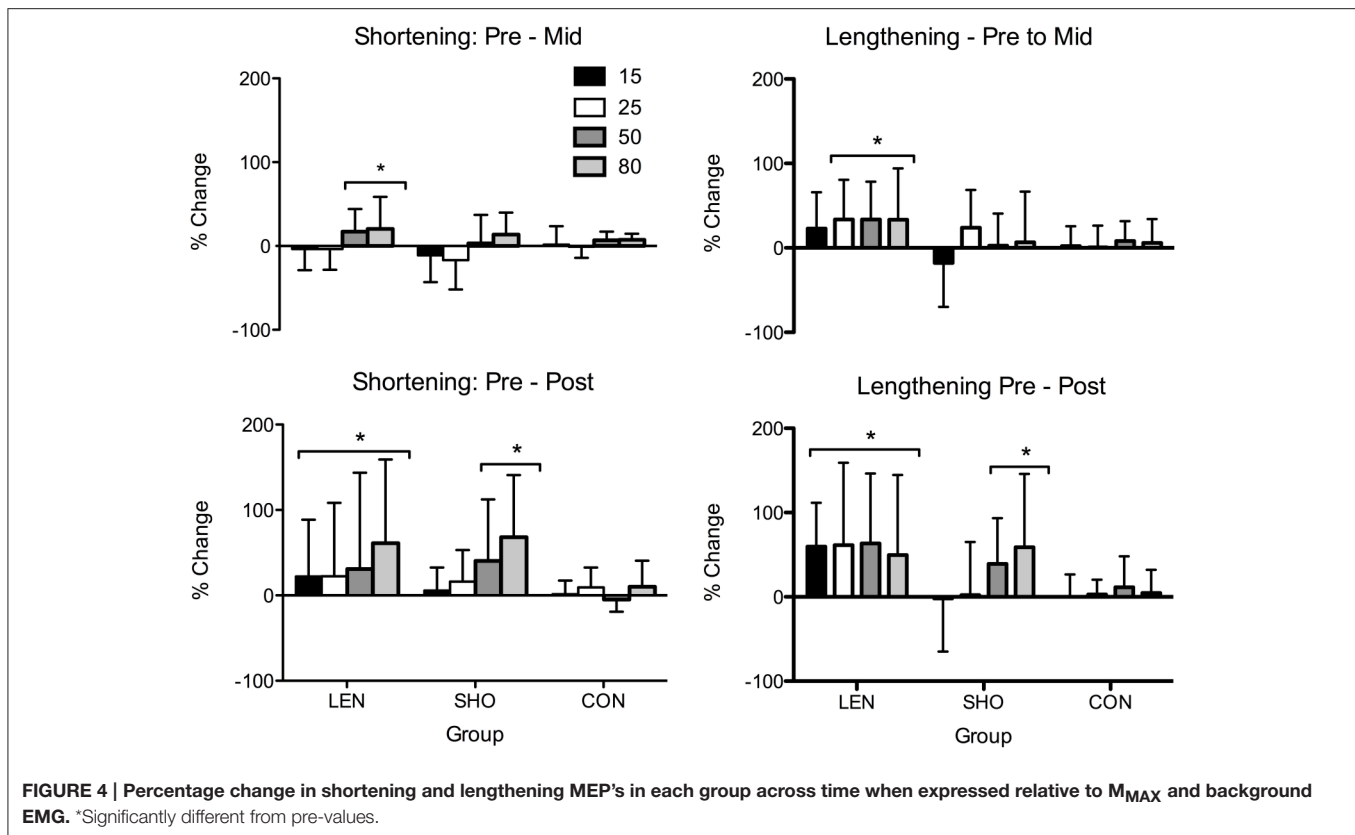 Shortening: Pre - Mid
200
100
0
-100
% Change
*
15
25
50
80
Lengthening - Pre to Mid
200
100
0
-100
% Change
*
Shortening: Pre - Post
200
100
0
-100
% Change
*
*
LEN
SHO
CON
Group
Lengthening Pre - Post
200
100
0
-100
% Change
*
*
LEN
SHO
CON
Group
FIGURE 4 | Percentage change in shortening and lengthening MEP's in each group across time when expressed relative to MMAX and background
EMG. *Significantly different from pre-values.